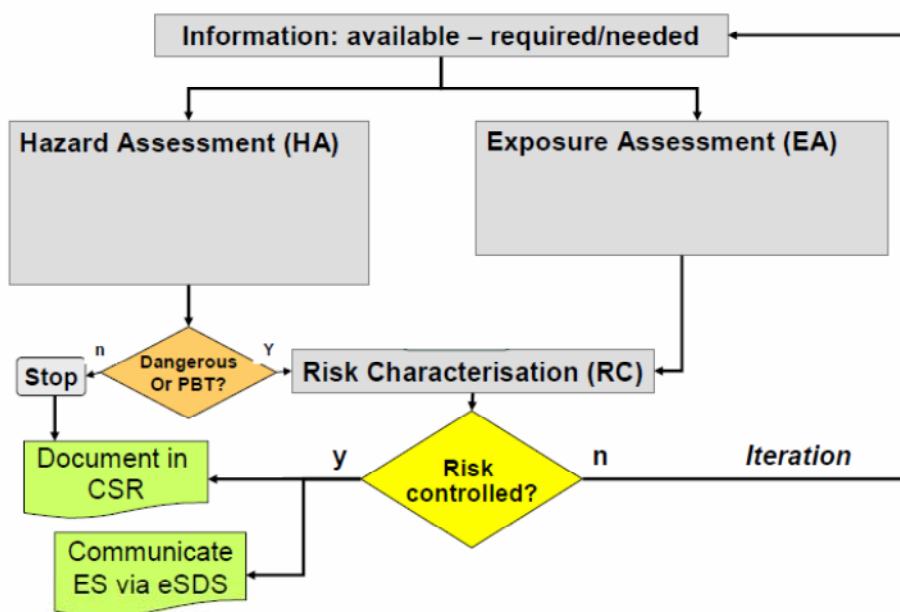 Information: available – required/needed
Hazard Assessment (HA)
Exposure Assessment (EA)
n
Dangerous
Or PBT?
Y
Stop
Risk Characterisation (RC)
Document in
CSR
y
Risk
controlled?
n
Iteration
Communicate
ES via eSDS